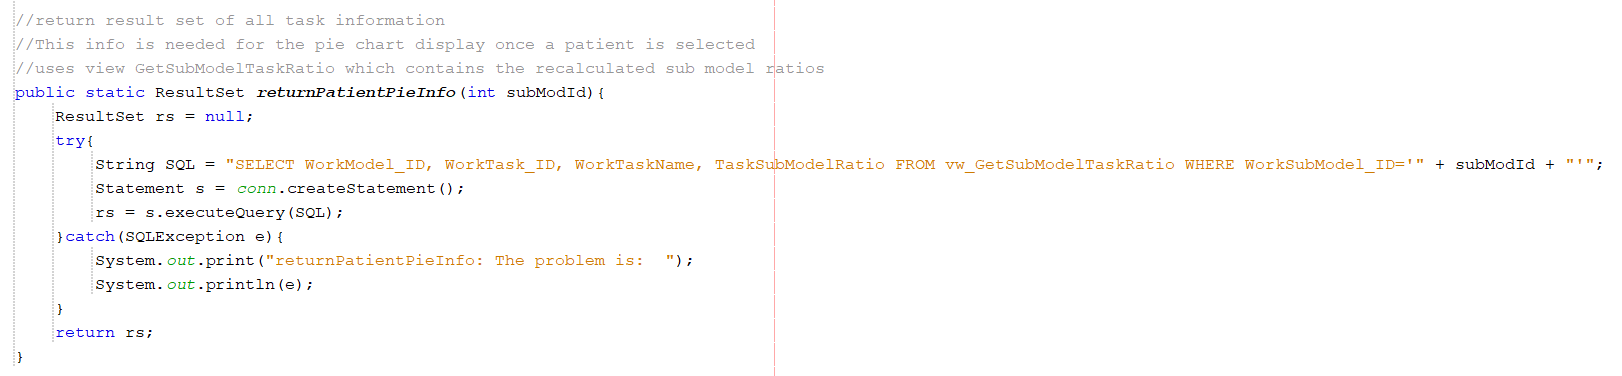 //return result set of all task information
//This info is needed for the pie chart display once a patient is selected
//uses view GetSubModelTaskRatio which contains the recalculated sub model ratios
public static ResultSet returnPatientPieInfo(int subModId){
    ResultSet rs = null;
    try{
        String SQL = "SELECT WorkModel_ID, WorkTask_ID, WorkTaskName, TaskSubModelRatio FROM vw_GetSubModelTaskRatio WHERE WorkSubModel_ID='" + subModId + "'";
        Statement s = conn.createStatement();
        rs = s.executeQuery(SQL);
    }catch(SQLException e){
        System.out.print("returnPatientPieInfo: The problem is:  ");
        System.out.println(e);
    }
    return rs;
}